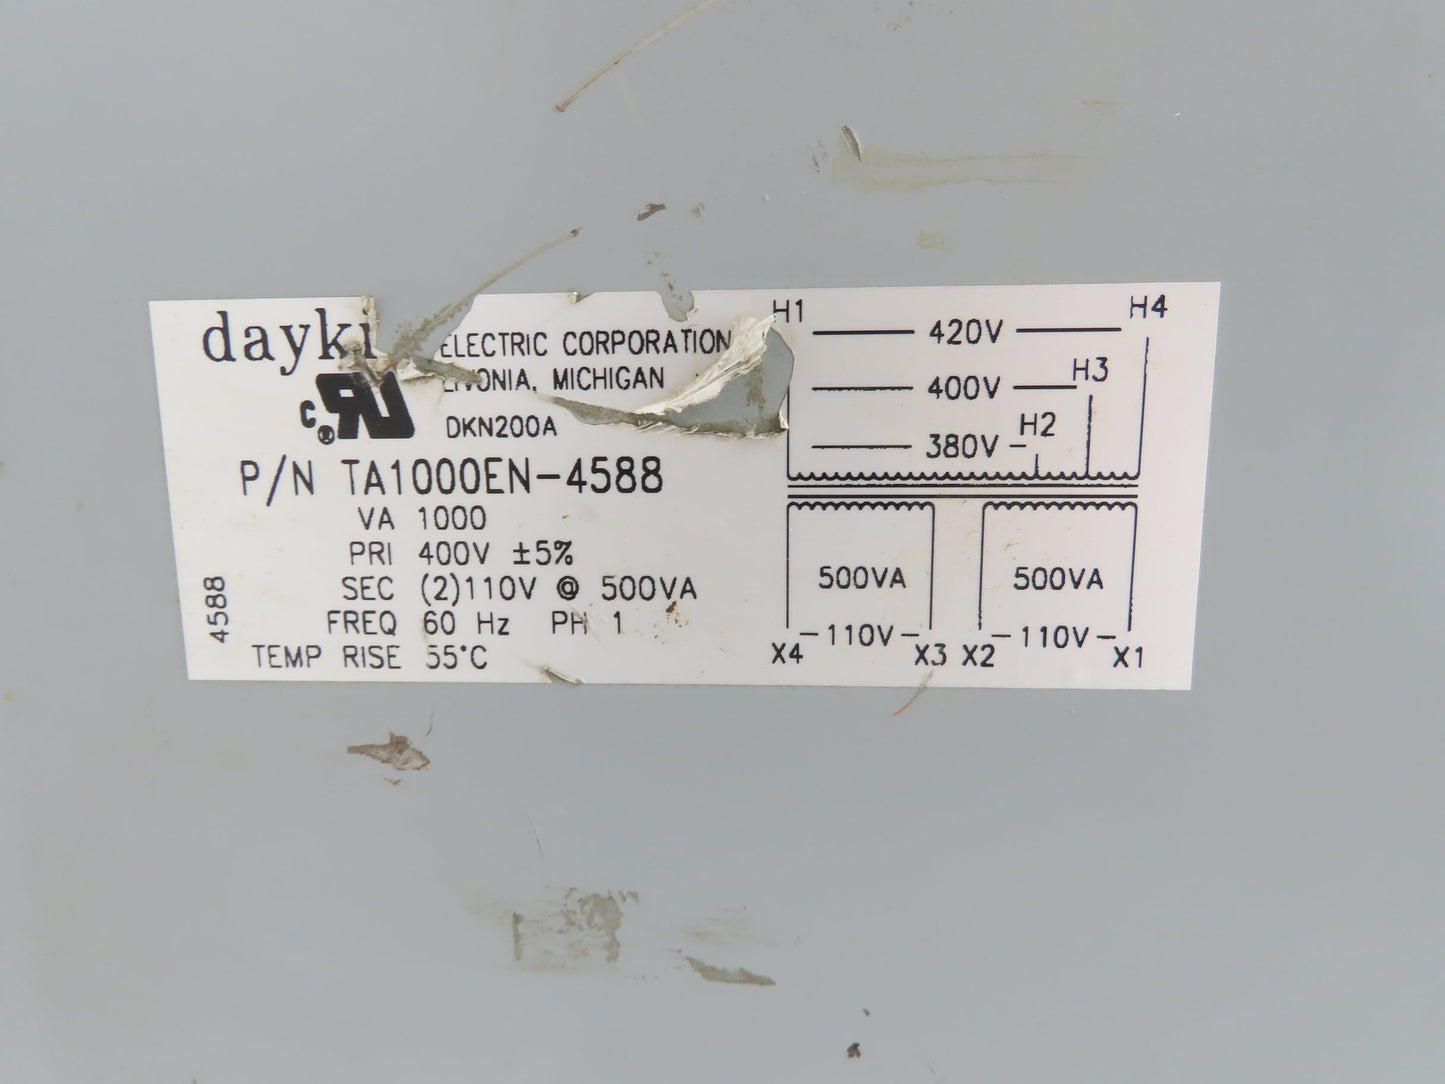 dayk
ELECTRIC CORPORATION
MICHIGAN
DKN200A
P/N TA1000EN-4588
VA 1000
PRI 400V ±5%
SEC (2)110V @ 500VA
FREQ 60 Hz PH 1
TEMP RISE 55°C
4588
H1 420V H4
400V H3
380V H2
500VA 500VA
110V 110V
X4 X3 X2 X1